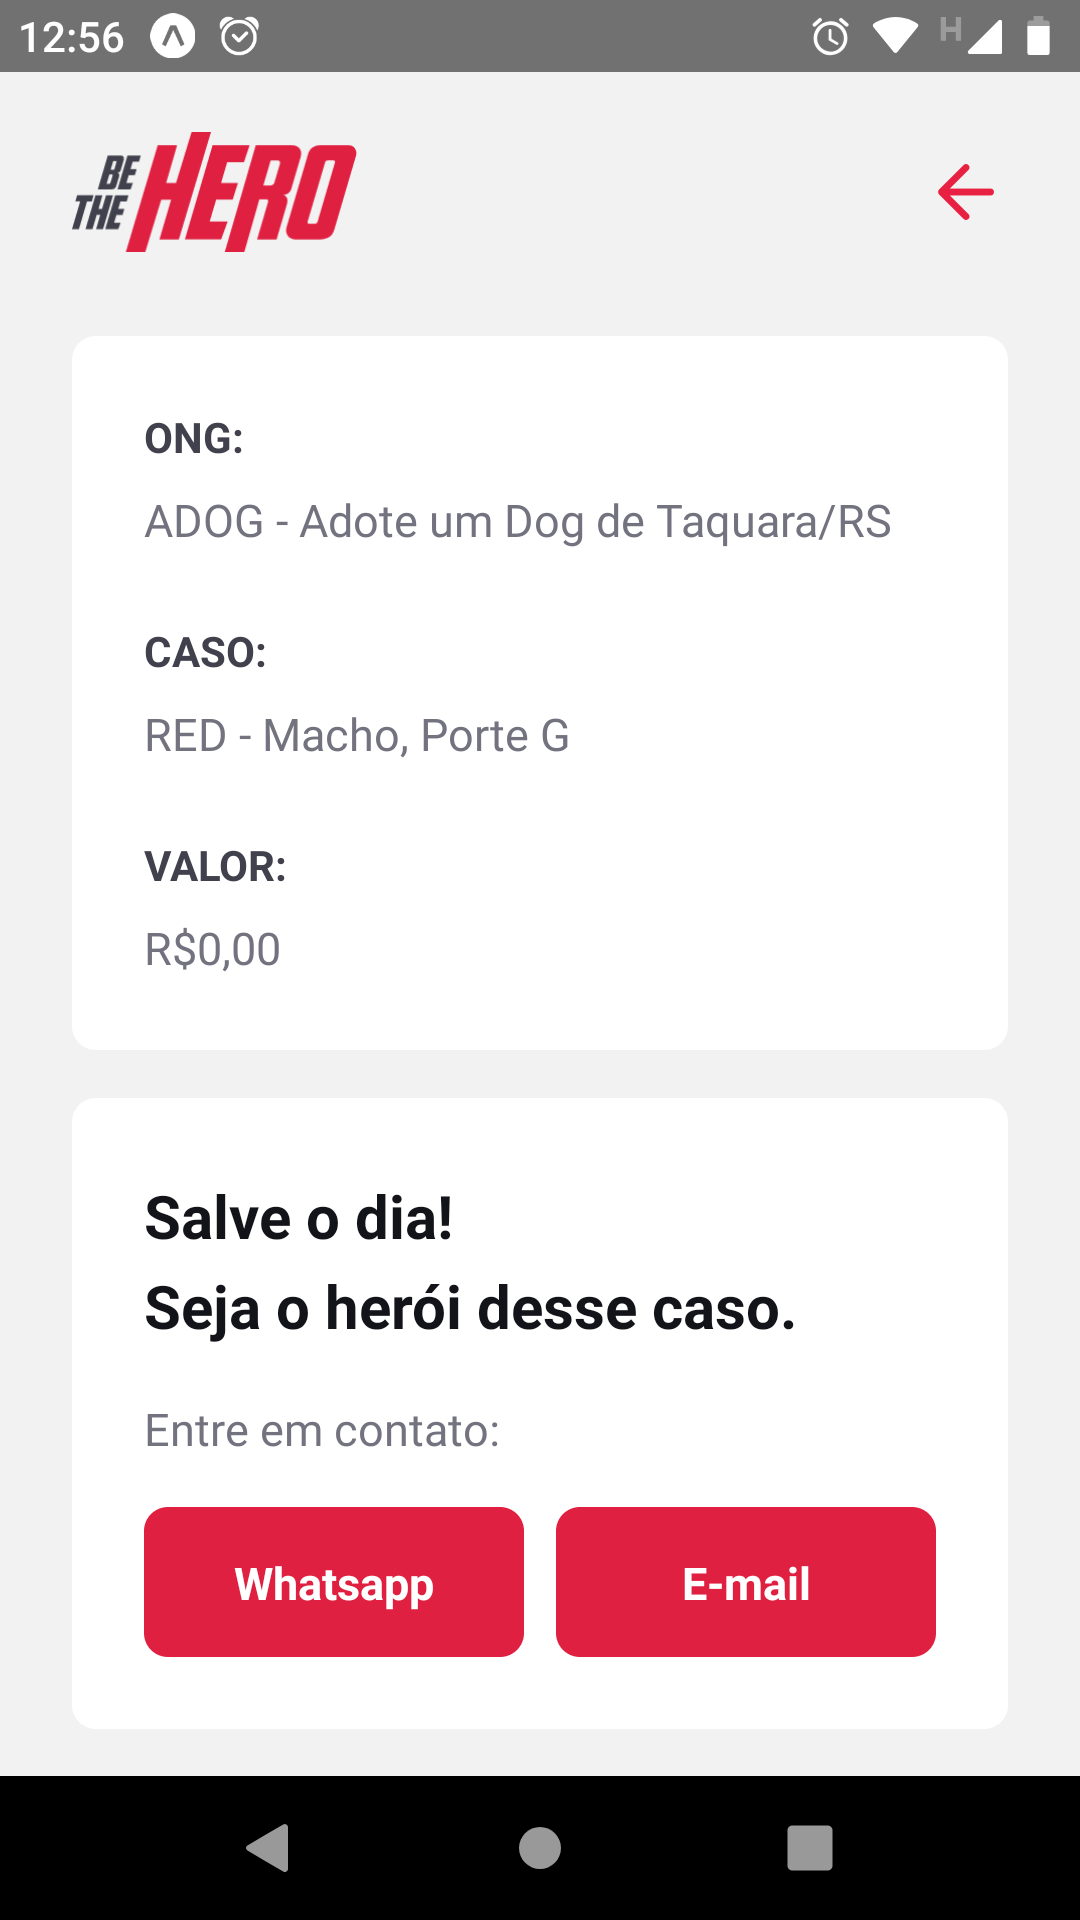 12:56
H
BE
THE
HERO
ONG:
ADOG - Adote um Dog de Taquara/RS
CASO:
RED - Macho, Porte G
VALOR:
R$0,00
Salve o dia!
Seja o herói desse caso.
Entre em contato:
Whatsapp
E-mail